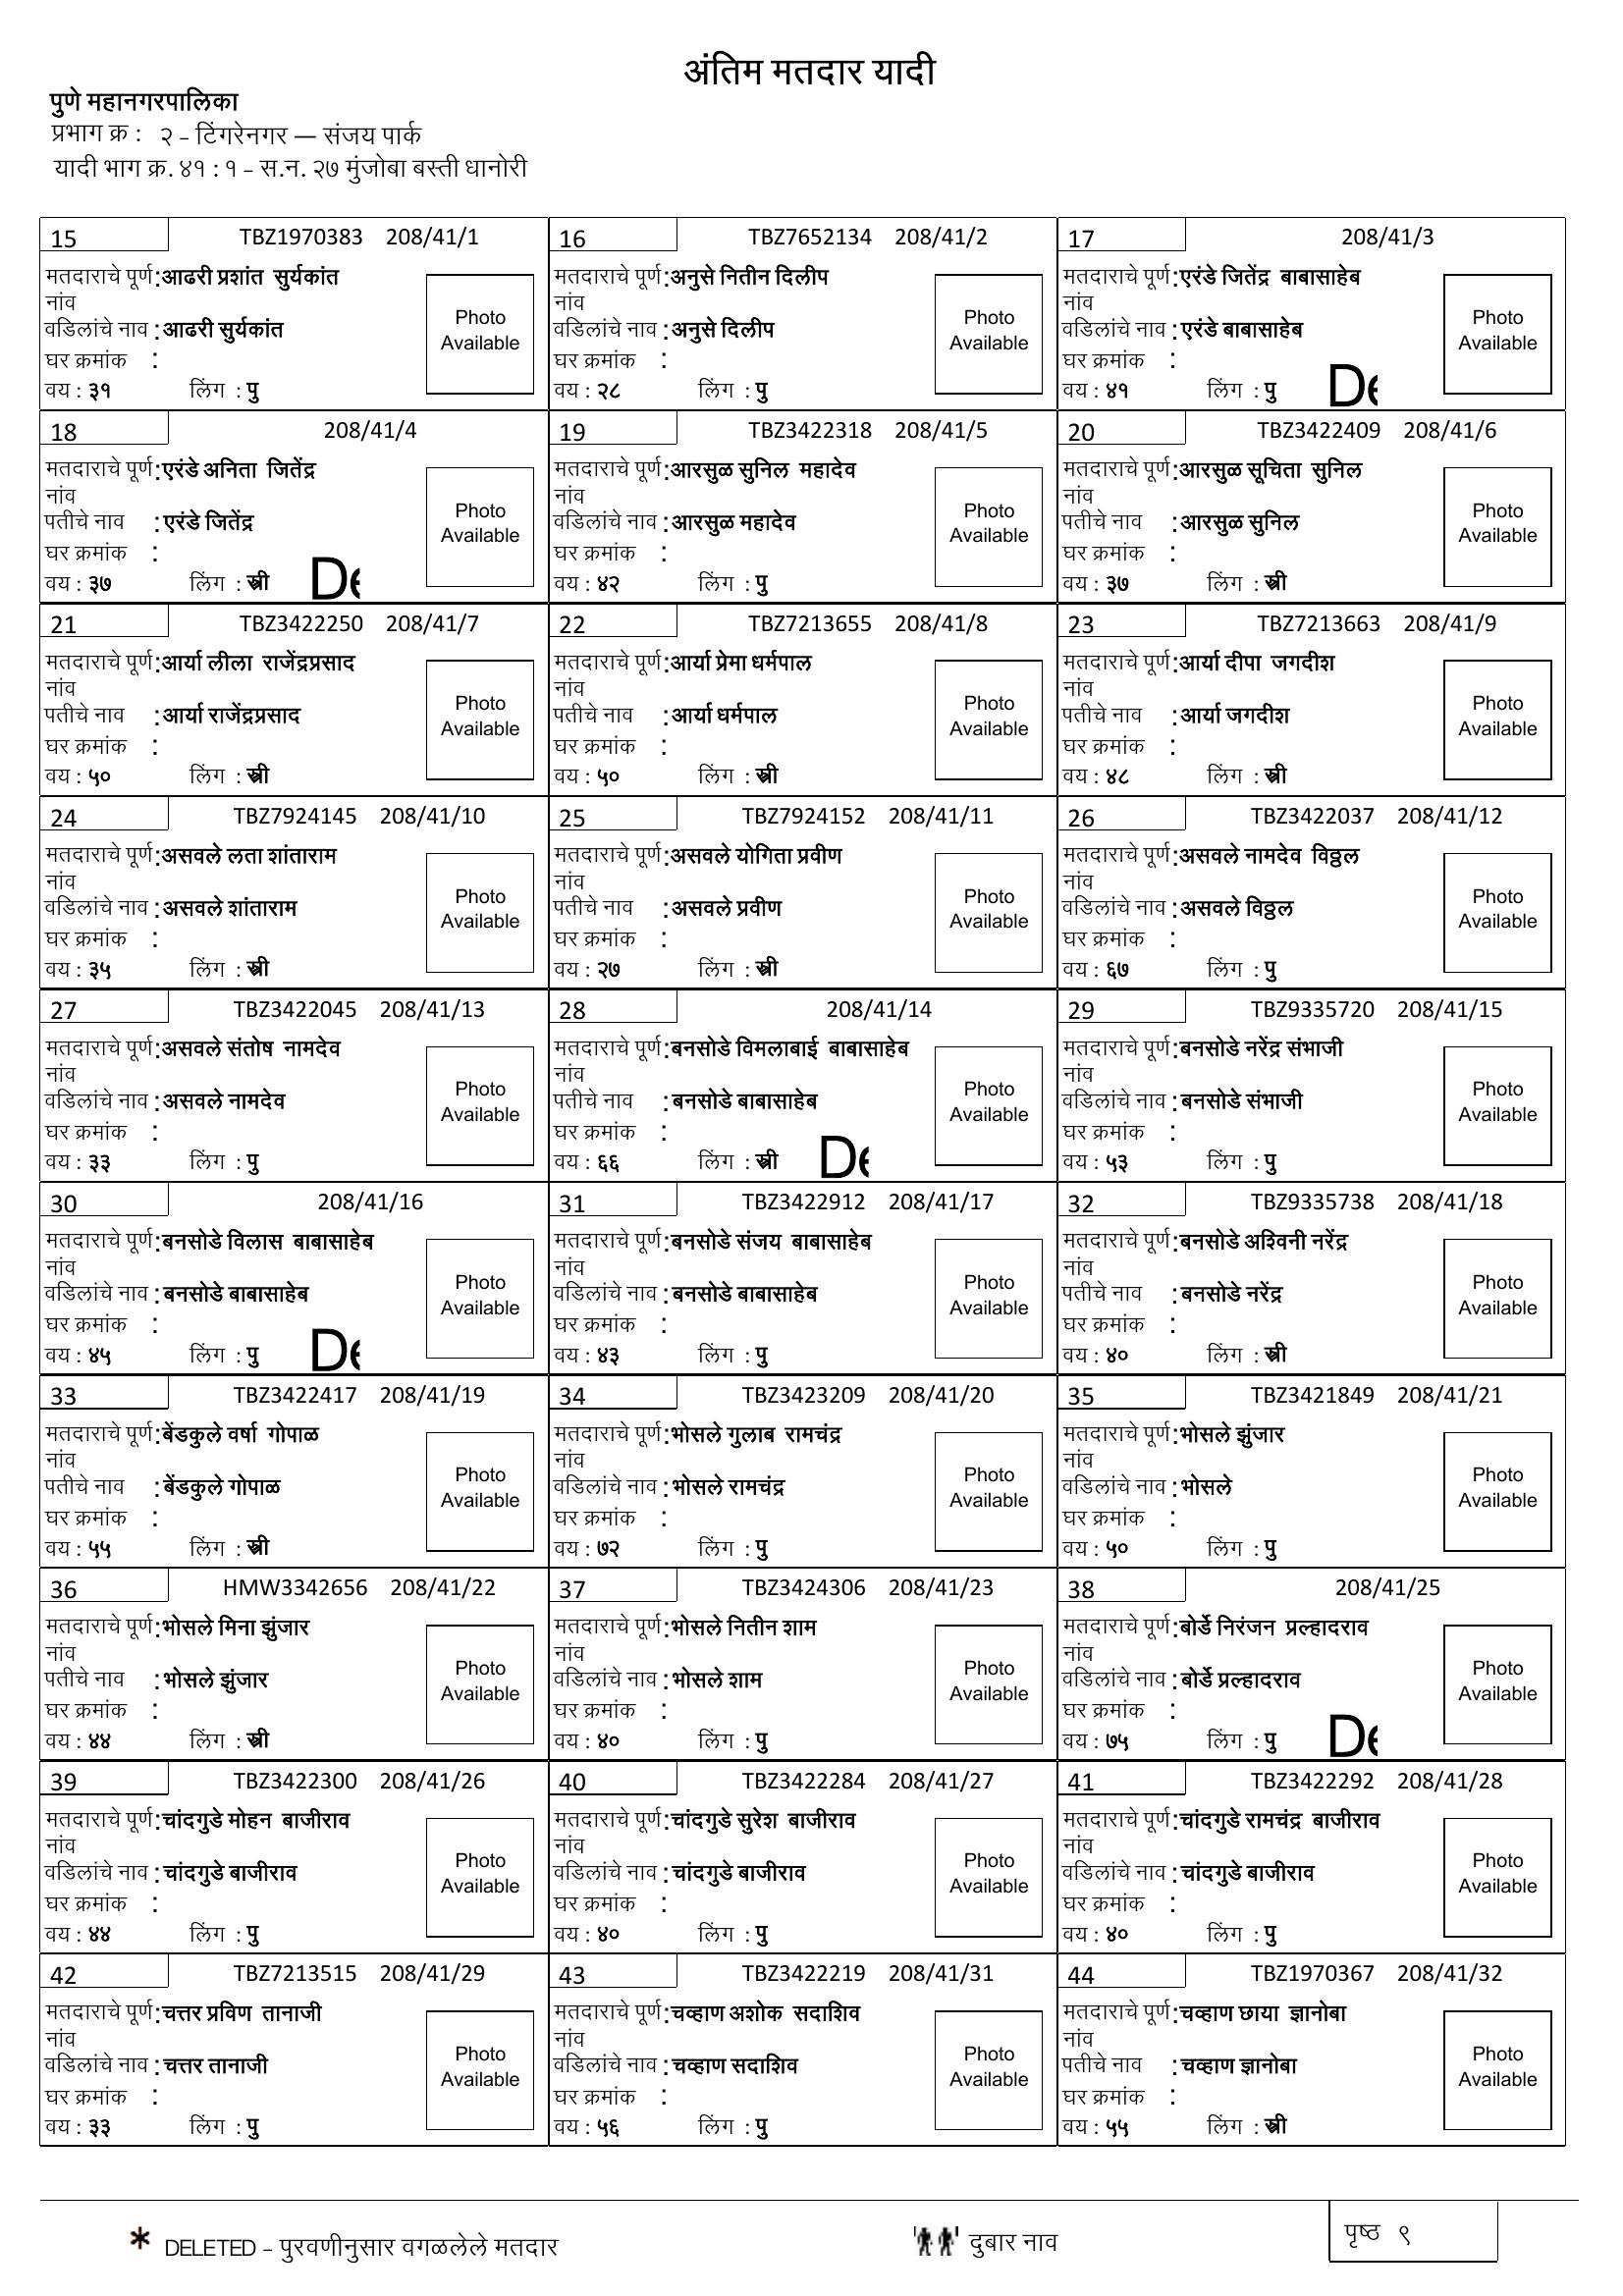 अंतिम मतदार यादी
पुणे महानगरपालिका
प्रभाग क्र : २ - टिंगरेनगर — संजय पार्क
यादी भाग क्र. ४१ : १ - स.न. २७ मुंजोबा बस्ती धानोरी
15 TBZ1970383 208/41/1
मतदाराचे पूर्ण : आढरी प्रशांत सुर्यकांत
नांव
वडिलांचे नाव : आढरी सुर्यकांत
घर क्रमांक :
वय : ३१ लिंग : पु
Photo
Available
16 TBZ7652134 208/41/2
मतदाराचे पूर्ण : अनुसे नितीन दिलीप
नांव
वडिलांचे नाव : अनुसे दिलीप
घर क्रमांक :
वय : २८ लिंग : पु
Photo
Available
17 208/41/3
मतदाराचे पूर्ण : एरंडे जितेंद्र बाबासाहेब
नांव
वडिलांचे नाव : एरंडे बाबासाहेब
घर क्रमांक :
वय : ४१ लिंग : पु De
Photo
Available
18 208/41/4
मतदाराचे पूर्ण : एरंडे अनिता जितेंद्र
नांव
पतीचे नाव : एरंडे जितेंद्र
घर क्रमांक :
वय : ३७ लिंग : स्त्री De
Photo
Available
19 TBZ3422318 208/41/5
मतदाराचे पूर्ण : आरसुळ सुनिल महादेव
नांव
वडिलांचे नाव : आरसुळ महादेव
घर क्रमांक :
वय : ४२ लिंग : पु
Photo
Available
20 TBZ3422409 208/41/6
मतदाराचे पूर्ण : आरसुळ सूचिता सुनिल
नांव
पतीचे नाव : आरसुळ सुनिल
घर क्रमांक :
वय : ३७ लिंग : स्त्री
Photo
Available
21 TBZ3422250 208/41/7
मतदाराचे पूर्ण : आर्या लीला राजेंद्रप्रसाद
नांव
पतीचे नाव : आर्या राजेंद्रप्रसाद
घर क्रमांक :
वय : ५० लिंग : स्त्री
Photo
Available
22 TBZ7213655 208/41/8
मतदाराचे पूर्ण : आर्या प्रेमा धर्मपाल
नांव
पतीचे नाव : आर्या धर्मपाल
घर क्रमांक :
वय : ५० लिंग : स्त्री
Photo
Available
23 TBZ7213663 208/41/9
मतदाराचे पूर्ण : आर्या दीपा जगदीश
नांव
पतीचे नाव : आर्या जगदीश
घर क्रमांक :
वय : ४८ लिंग : स्त्री
Photo
Available
24 TBZ7924145 208/41/10
मतदाराचे पूर्ण : असवले लता शांताराम
नांव
वडिलांचे नाव : असवले शांताराम
घर क्रमांक :
वय : ३५ लिंग : स्त्री
Photo
Available
25 TBZ7924152 208/41/11
मतदाराचे पूर्ण : असवले योगिता प्रवीण
नांव
पतीचे नाव : असवले प्रवीण
घर क्रमांक :
वय : २७ लिंग : स्त्री
Photo
Available
26 TBZ3422037 208/41/12
मतदाराचे पूर्ण : असवले नामदेव विठ्ठल
नांव
वडिलांचे नाव : असवले विठ्ठल
घर क्रमांक :
वय : ६७ लिंग : पु
Photo
Available
27 TBZ3422045 208/41/13
मतदाराचे पूर्ण : असवले संतोष नामदेव
नांव
वडिलांचे नाव : असवले नामदेव
घर क्रमांक :
वय : ३३ लिंग : पु
Photo
Available
28 208/41/14
मतदाराचे पूर्ण : बनसोडे विमलाबाई बाबासाहेब
नांव
पतीचे नाव : बनसोडे बाबासाहेब
घर क्रमांक :
वय : ६६ लिंग : स्त्री De
Photo
Available
29 TBZ9335720 208/41/15
मतदाराचे पूर्ण : बनसोडे नरेंद्र संभाजी
नांव
वडिलांचे नाव : बनसोडे संभाजी
घर क्रमांक :
वय : ५३ लिंग : पु
Photo
Available
30 208/41/16
मतदाराचे पूर्ण : बनसोडे विलास बाबासाहेब
नांव
वडिलांचे नाव : बनसोडे बाबासाहेब
घर क्रमांक :
वय : ४५ लिंग : पु De
Photo
Available
31 TBZ3422912 208/41/17
मतदाराचे पूर्ण : बनसोडे संजय बाबासाहेब
नांव
वडिलांचे नाव : बनसोडे बाबासाहेब
घर क्रमांक :
वय : ४३ लिंग : पु
Photo
Available
32 TBZ9335738 208/41/18
मतदाराचे पूर्ण : बनसोडे अश्विनी नरेंद्र
नांव
पतीचे नाव : बनसोडे नरेंद्र
घर क्रमांक :
वय : ४० लिंग : स्त्री
Photo
Available
33 TBZ3422417 208/41/19
मतदाराचे पूर्ण : बेंडकुले वर्षा गोपाळ
नांव
पतीचे नाव : बेंडकुले गोपाळ
घर क्रमांक :
वय : ५५ लिंग : स्त्री
Photo
Available
34 TBZ3423209 208/41/20
मतदाराचे पूर्ण : भोसले गुलाब रामचंद्र
नांव
वडिलांचे नाव : भोसले रामचंद्र
घर क्रमांक :
वय : ७२ लिंग : पु
Photo
Available
35 TBZ3421849 208/41/21
मतदाराचे पूर्ण : भोसले झुंजार
नांव
वडिलांचे नाव : भोसले
घर क्रमांक :
वय : ५० लिंग : पु
Photo
Available
36 HMW3342656 208/41/22
मतदाराचे पूर्ण : भोसले मिना झुंजार
नांव
पतीचे नाव : भोसले झुंजार
घर क्रमांक :
वय : ४४ लिंग : स्त्री
Photo
Available
37 TBZ3424306 208/41/23
मतदाराचे पूर्ण : भोसले नितीन शाम
नांव
वडिलांचे नाव : भोसले शाम
घर क्रमांक :
वय : ४० लिंग : पु
Photo
Available
38 208/41/25
मतदाराचे पूर्ण : बोर्डे निरंजन प्रल्हादराव
नांव
वडिलांचे नाव : बोर्डे प्रल्हादराव
घर क्रमांक :
वय : ७५ लिंग : पु De
Photo
Available
39 TBZ3422300 208/41/26
मतदाराचे पूर्ण : चांदगुडे मोहन बाजीराव
नांव
वडिलांचे नाव : चांदगुडे बाजीराव
घर क्रमांक :
वय : ४४ लिंग : पु
Photo
Available
40 TBZ3422284 208/41/27
मतदाराचे पूर्ण : चांदगुडे सुरेश बाजीराव
नांव
वडिलांचे नाव : चांदगुडे बाजीराव
घर क्रमांक :
वय : ४० लिंग : पु
Photo
Available
41 TBZ3422292 208/41/28
मतदाराचे पूर्ण : चांदगुडे रामचंद्र बाजीराव
नांव
वडिलांचे नाव : चांदगुडे बाजीराव
घर क्रमांक :
वय : ४० लिंग : पु
Photo
Available
42 TBZ7213515 208/41/29
मतदाराचे पूर्ण : चत्तर प्रविण तानाजी
नांव
वडिलांचे नाव : चत्तर तानाजी
घर क्रमांक :
वय : ३३ लिंग : पु
Photo
Available
43 TBZ3422219 208/41/31
मतदाराचे पूर्ण : चव्हाण अशोक सदाशिव
नांव
वडिलांचे नाव : चव्हाण सदाशिव
घर क्रमांक :
वय : ५६ लिंग : पु
Photo
Available
44 TBZ1970367 208/41/32
मतदाराचे पूर्ण : चव्हाण छाया ज्ञानोबा
नांव
पतीचे नाव : चव्हाण ज्ञानोबा
घर क्रमांक :
वय : ५५ लिंग : स्त्री
Photo
Available
* DELETED - पुरवणीनुसार वगळलेले मतदार
दुबार नाव
पृष्ठ ९